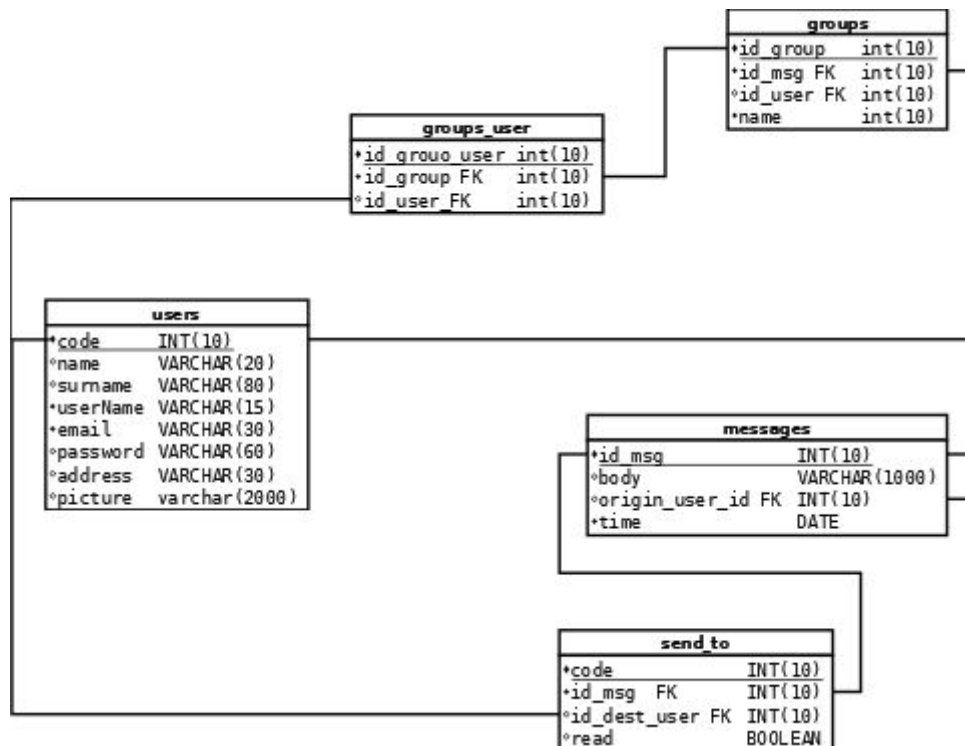 groups
id_group int(10)
id_msg FK int(10)
id_user FK int(10)
name int(10)
groups_user
id_grouo_user int(10)
id_group FK int(10)
id_user_FK int(10)
users
code INT(10)
name VARCHAR(20)
surname VARCHAR(80)
userName VARCHAR(15)
email VARCHAR(30)
password VARCHAR(60)
address VARCHAR(30)
picture varchar(2000)
messages
id_msg INT(10)
body VARCHAR(1000)
origin_user_id FK INT(10)
time DATE
send_to
code INT(10)
id_msg FK INT(10)
id_dest_user FK INT(10)
read BOOLEAN